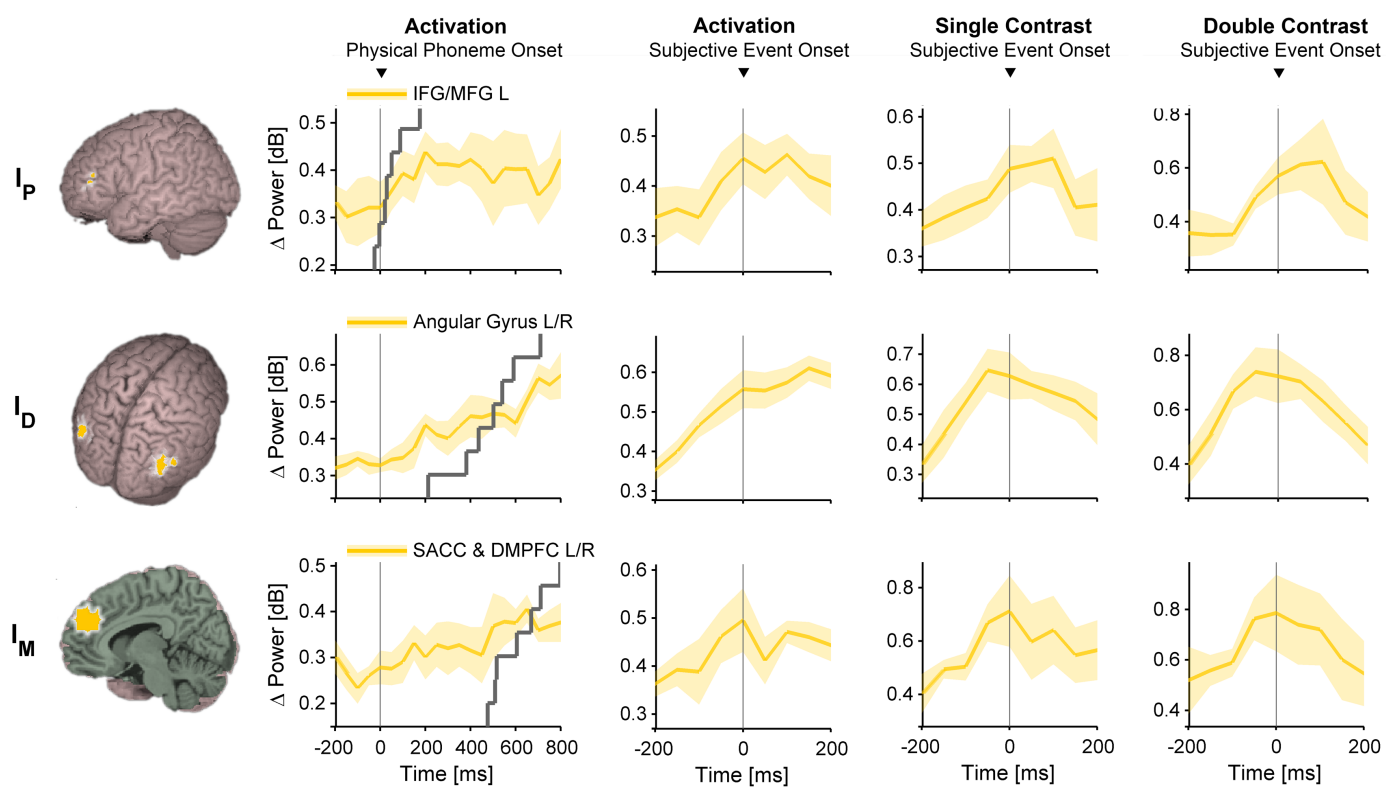 Activation
Physical Phoneme Onset
Activation
Subjective Event Onset
Single Contrast
Subjective Event Onset
Double Contrast
Subjective Event Onset
I_P
IFG/MFG L
Δ Power [dB]
0.5
0.4
0.3
0.2
0.5
0.4
0.3
0.6
0.5
0.4
0.3
0.8
0.6
0.4
I_D
Angular Gyrus L/R
Δ Power [dB]
0.6
0.5
0.4
0.3
0.6
0.5
0.4
0.3
0.7
0.6
0.5
0.4
0.3
0.8
0.6
0.4
I_M
SACC & DMPFC L/R
Δ Power [dB]
0.5
0.4
0.3
0.2
0.6
0.5
0.4
0.3
0.8
0.6
0.4
0.8
0.6
0.4
-200 0 200 400 600 800
Time [ms]
-200 0 200
Time [ms]
-200 0 200
Time [ms]
-200 0 200
Time [ms]